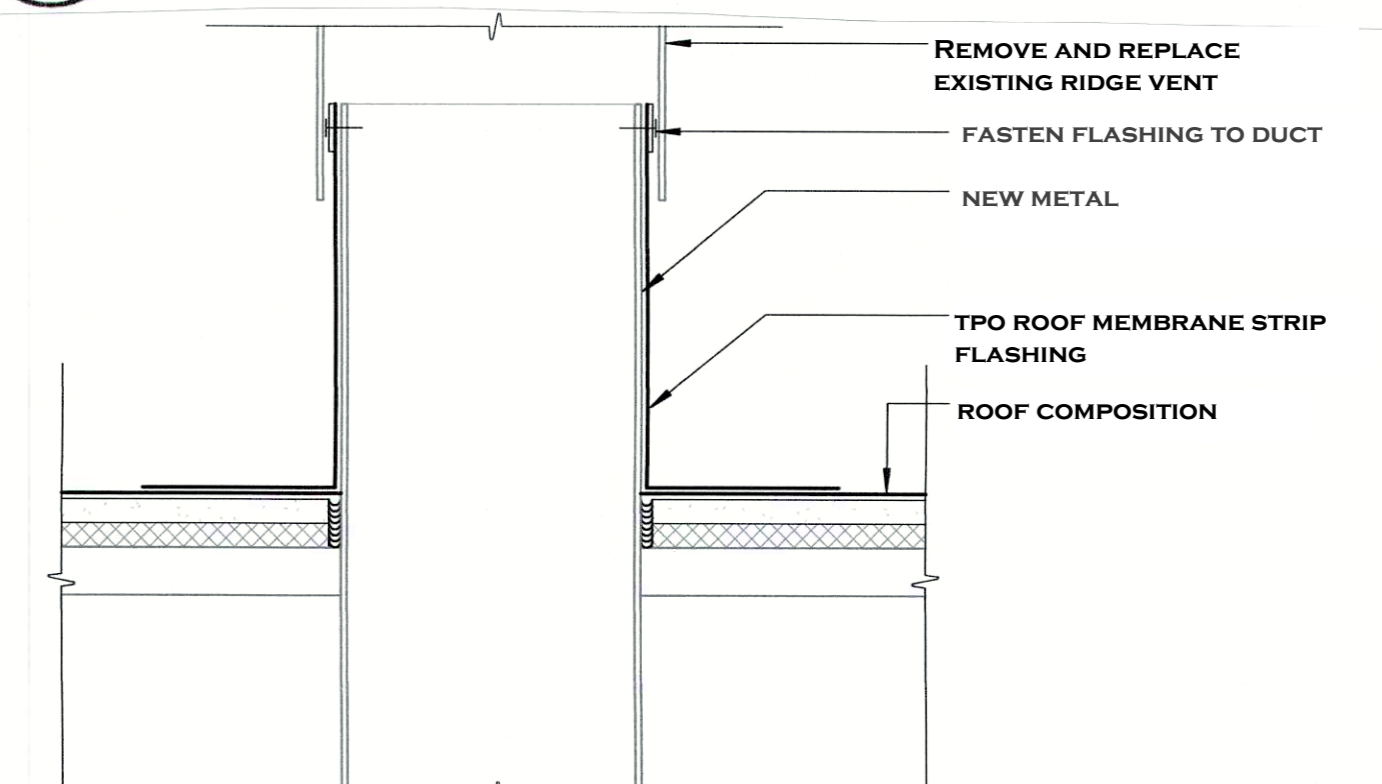 REMOVE AND REPLACE
EXISTING RIDGE VENT
FASTEN FLASHING TO DUCT
NEW METAL
TPO ROOF MEMBRANE STRIP
FLASHING
ROOF COMPOSITION